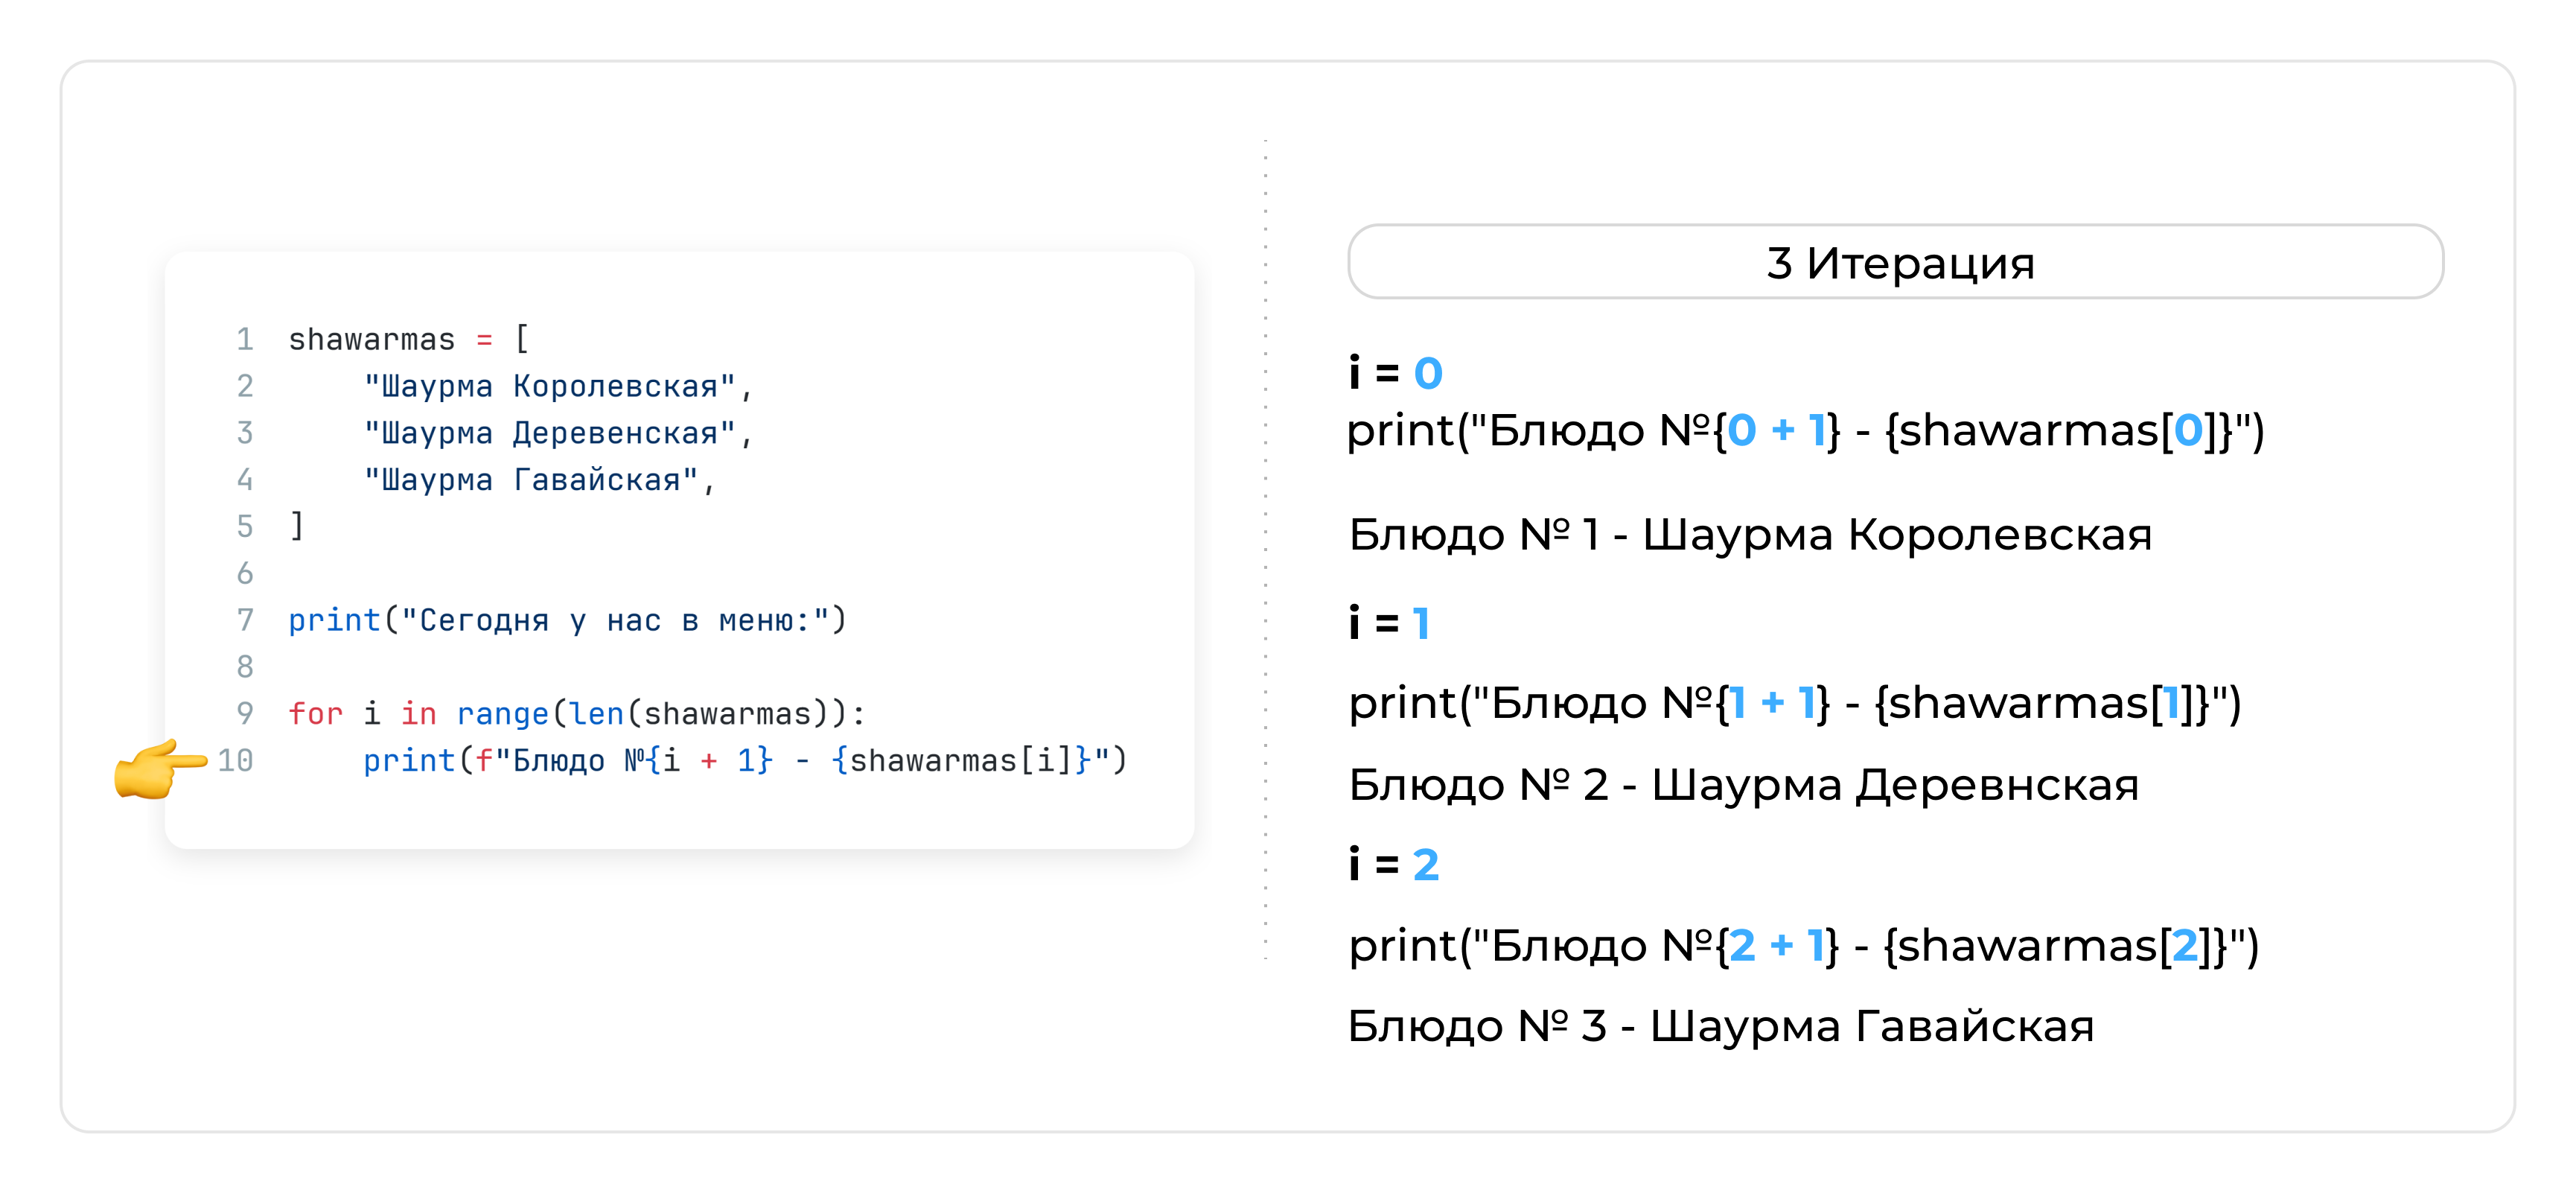 1 shawarmas = [
2     "Шаурма Королевская",
3     "Шаурма Деревенская",
4     "Шаурма Гавайская",
5 ]
6
7 print("Сегодня у нас в меню:")
8
9 for i in range(len(shawarmas)):
10     print(f"Блюдо №{i + 1} - {shawarmas[i]}")
3 Итерация
i = 0
print("Блюдо №{0 + 1} - {shawarmas[0]}")
Блюдо № 1 - Шаурма Королевская
i = 1
print("Блюдо №{1 + 1} - {shawarmas[1]}")
Блюдо № 2 - Шаурма Деревнская
i = 2
print("Блюдо №{2 + 1} - {shawarmas[2]}")
Блюдо № 3 - Шаурма Гавайская